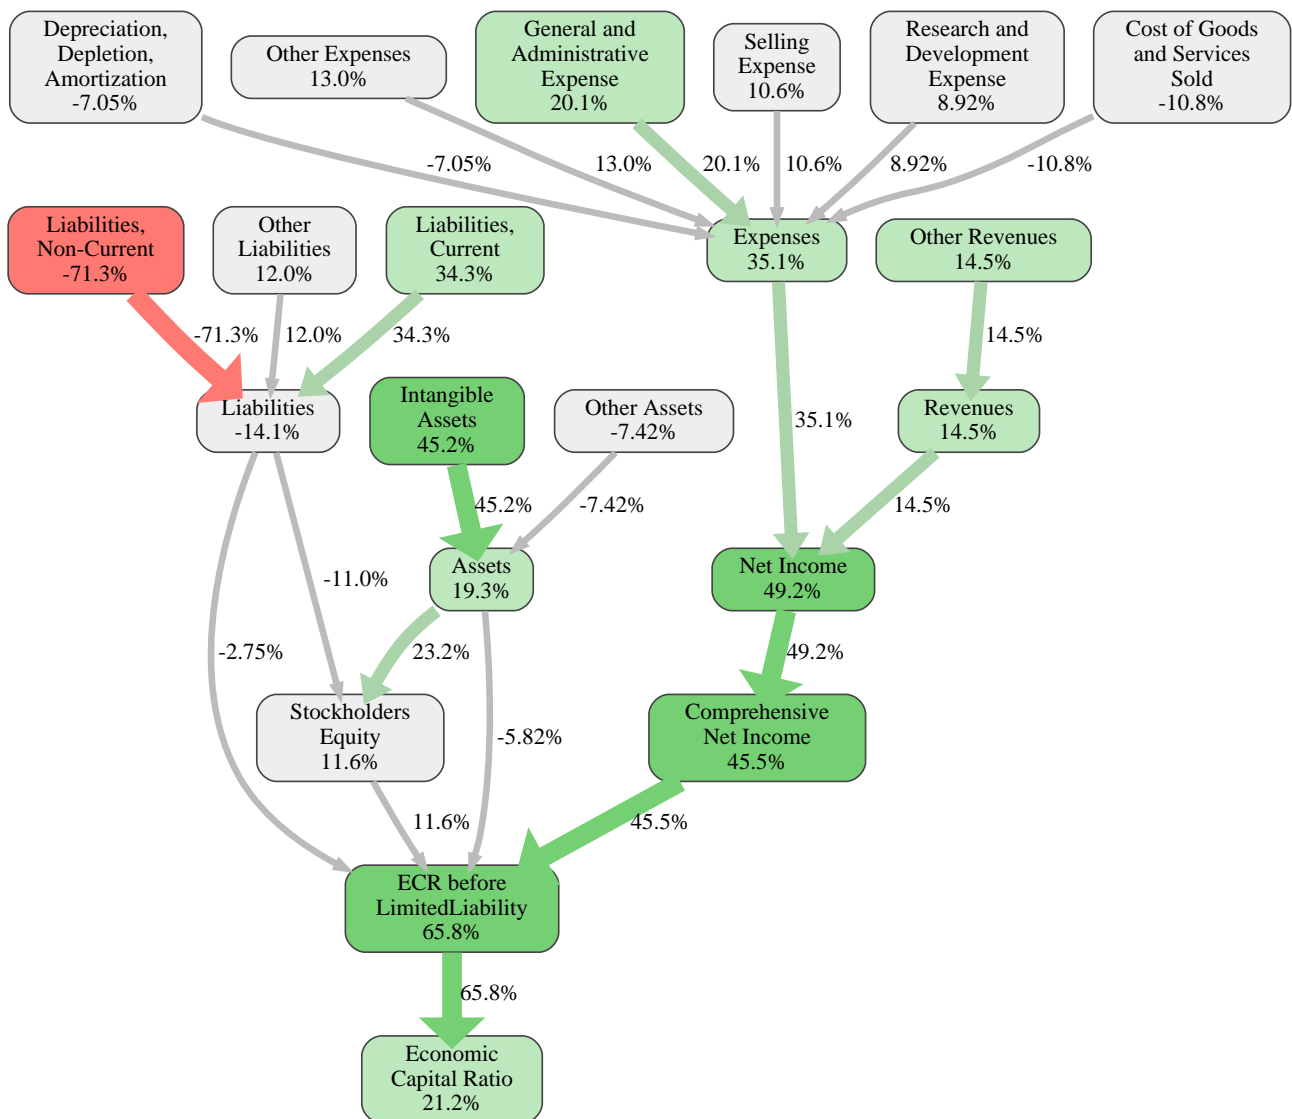 Depreciation,
Depletion,
Amortization
-7.05%
Other Expenses
13.0%
General and
Administrative
Expense
20.1%
Selling
Expense
10.6%
Research and
Development
Expense
8.92%
Cost of Goods
and Services
Sold
-10.8%
-7.05%
13.0%
20.1%
10.6%
8.92%
-10.8%
Liabilities,
Non-Current
-71.3%
Other
Liabilities
12.0%
Liabilities,
Current
34.3%
Expenses
35.1%
Other Revenues
14.5%
-71.3%
12.0%
34.3%
35.1%
14.5%
Liabilities
-14.1%
Intangible
Assets
45.2%
Other Assets
-7.42%
Revenues
14.5%
45.2%
-7.42%
14.5%
-11.0%
Assets
19.3%
Net Income
49.2%
-2.75%
23.2%
-5.82%
49.2%
Stockholders
Equity
11.6%
Comprehensive
Net Income
45.5%
11.6%
45.5%
ECR before
LimitedLiability
65.8%
65.8%
Economic
Capital Ratio
21.2%